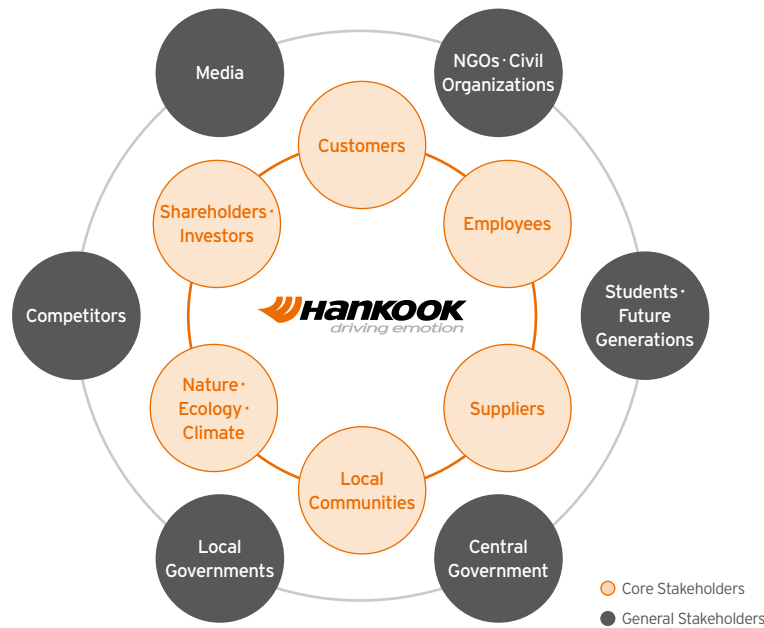 Media
NGOs·Civil
Organizations
Customers
Shareholders·
Investors
Employees
Competitors
HANKOOK
driving emotion
Students·
Future
Generations
Nature·
Ecology·
Climate
Suppliers
Local
Communities
Local
Governments
Central
Government
Core Stakeholders
General Stakeholders